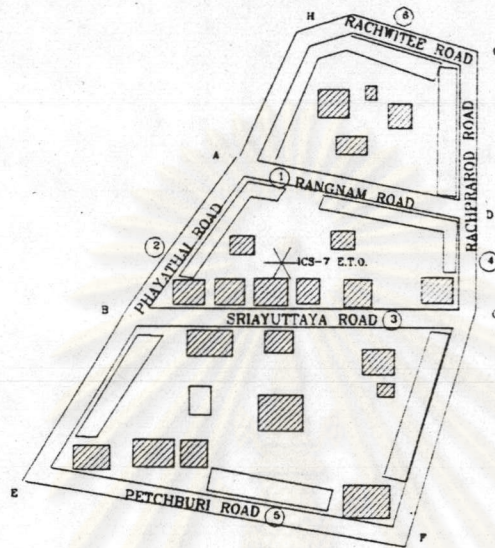 6
H
RACHWITEE ROAD
G
A
1
RANGNAM ROAD
D
RACHPRAROD ROAD
2
PHAYATHAI ROAD
ICS-7 E.T.O.
4
B
SRIAYUTTAYA ROAD
3
C
E
PETCHBURI ROAD
5
F